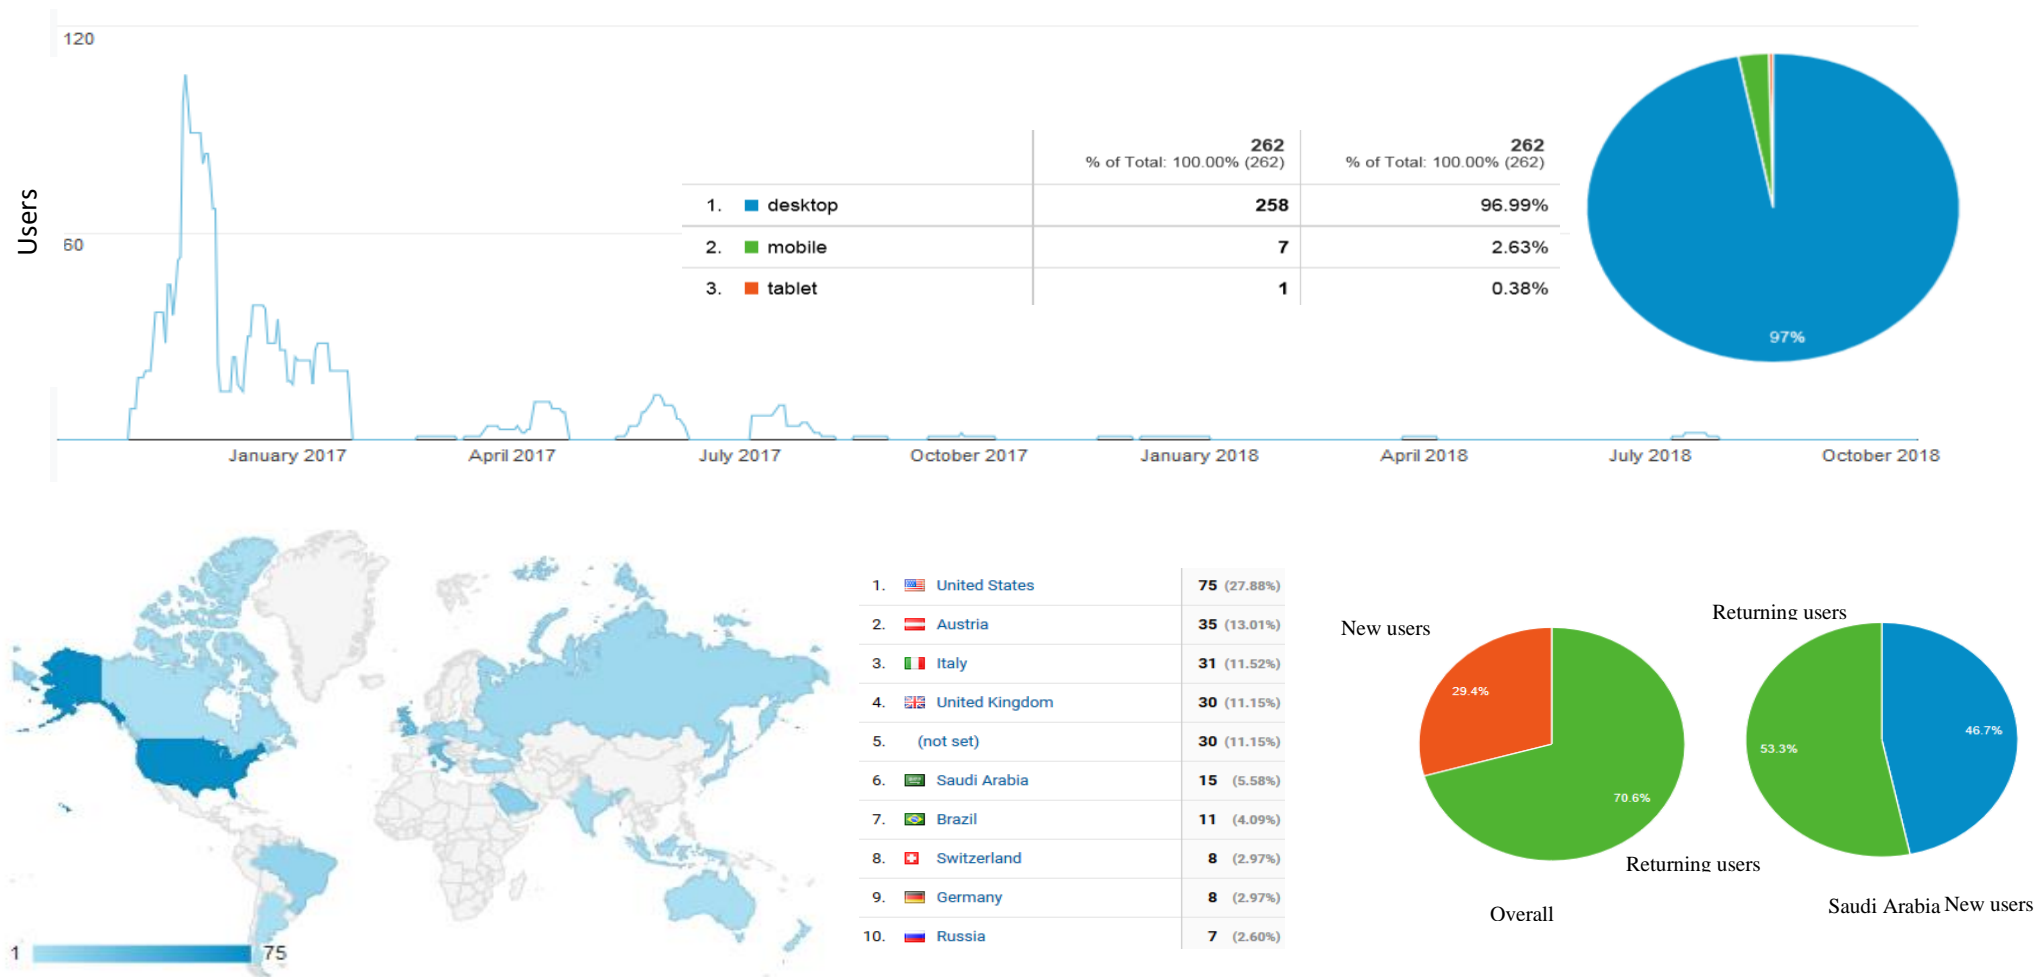 120
Users
60
262 262
% of Total: 100.00% (262) % of Total: 100.00% (262)
1. desktop 258 96.99%
2. mobile 7 2.63%
3. tablet 1 0.38%
97%
January 2017 April 2017 July 2017 October 2017 January 2018 April 2018 July 2018 October 2018
1 75
1. United States 75 (27.88%)
2. Austria 35 (13.01%)
3. Italy 31 (11.52%)
4. United Kingdom 30 (11.15%)
5. (not set) 30 (11.15%)
6. Saudi Arabia 15 (5.58%)
7. Brazil 11 (4.09%)
8. Switzerland 8 (2.97%)
9. Germany 8 (2.97%)
10. Russia 7 (2.60%)
New users
29.4%
70.6%
Returning users
Overall
Returning users
53.3%
46.7%
Saudi Arabia New users